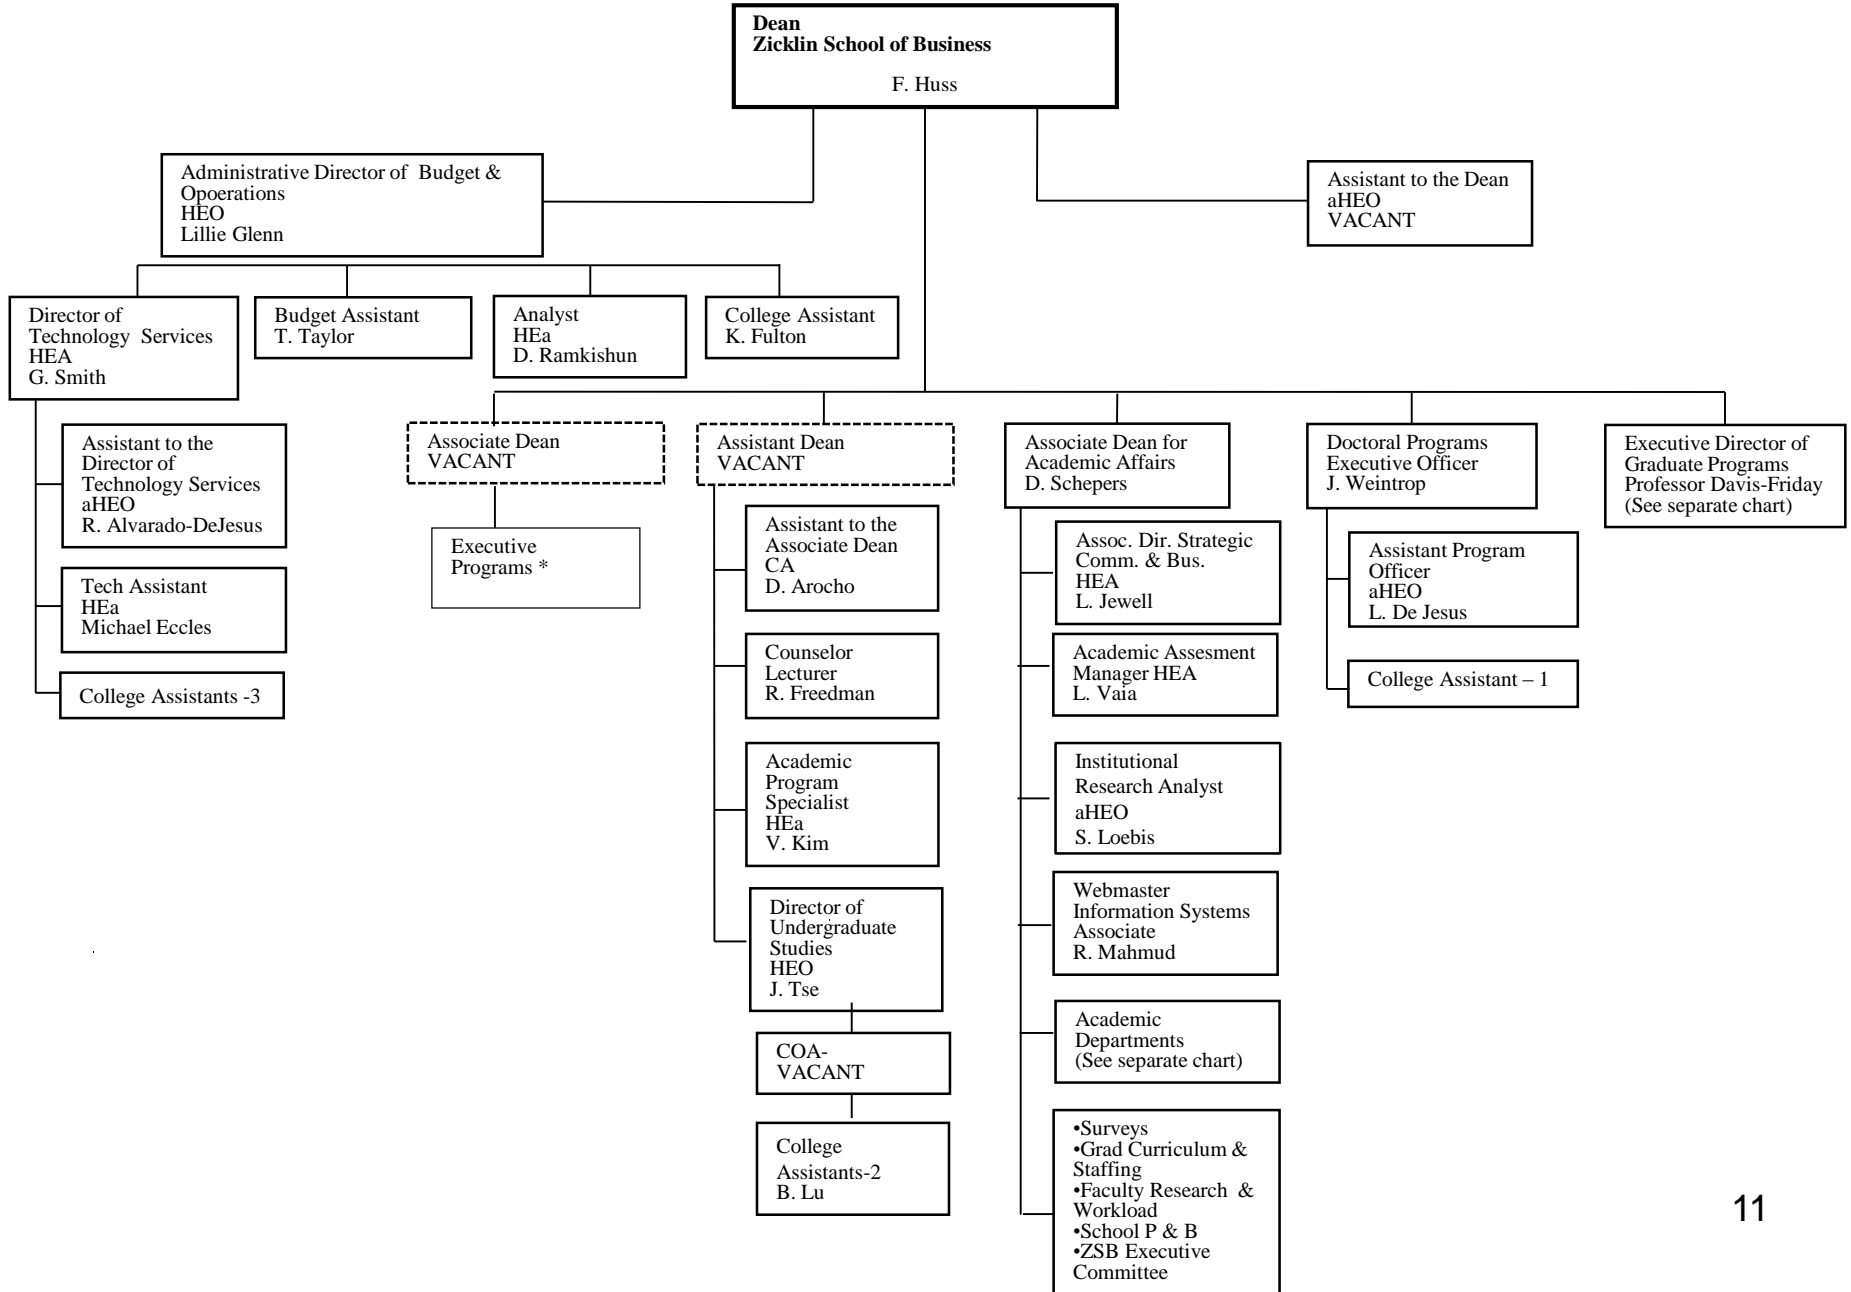 Dean
Zicklin School of Business
F. Huss
Administrative Director of Budget &
Opoerations
HEO
Lillie Glenn
Assistant to the Dean
aHEO
VACANT
Director of
Technology Services
HEA
G. Smith
Budget Assistant
T. Taylor
Analyst
HEa
D. Ramkishun
College Assistant
K. Fulton
Assistant to the
Director of
Technology Services
aHEO
R. Alvarado-DeJesus
Tech Assistant
HEa
Michael Eccles
College Assistants -3
Associate Dean
VACANT
Executive
Programs *
Assistant Dean
VACANT
Assistant to the
Associate Dean
CA
D. Arocho
Counselor
Lecturer
R. Freedman
Academic
Program
Specialist
HEa
V. Kim
Director of
Undergraduate
Studies
HEO
J. Tse
COA-
VACANT
College
Assistants-2
B. Lu
Associate Dean for
Academic Affairs
D. Schepers
Assoc. Dir. Strategic
Comm. & Bus.
HEA
L. Jewell
Academic Assesment
Manager HEA
L. Vaia
Institutional
Research Analyst
aHEO
S. Loebis
Webmaster
Information Systems
Associate
R. Mahmud
Academic
Departments
(See separate chart)
•Surveys
•Grad Curriculum &
Staffing
•Faculty Research &
Workload
•School P & B
•ZSB Executive
Committee
Doctoral Programs
Executive Officer
J. Weintrop
Assistant Program
Officer
aHEO
L. De Jesus
College Assistant – 1
Executive Director of
Graduate Programs
Professor Davis-Friday
(See separate chart)
11